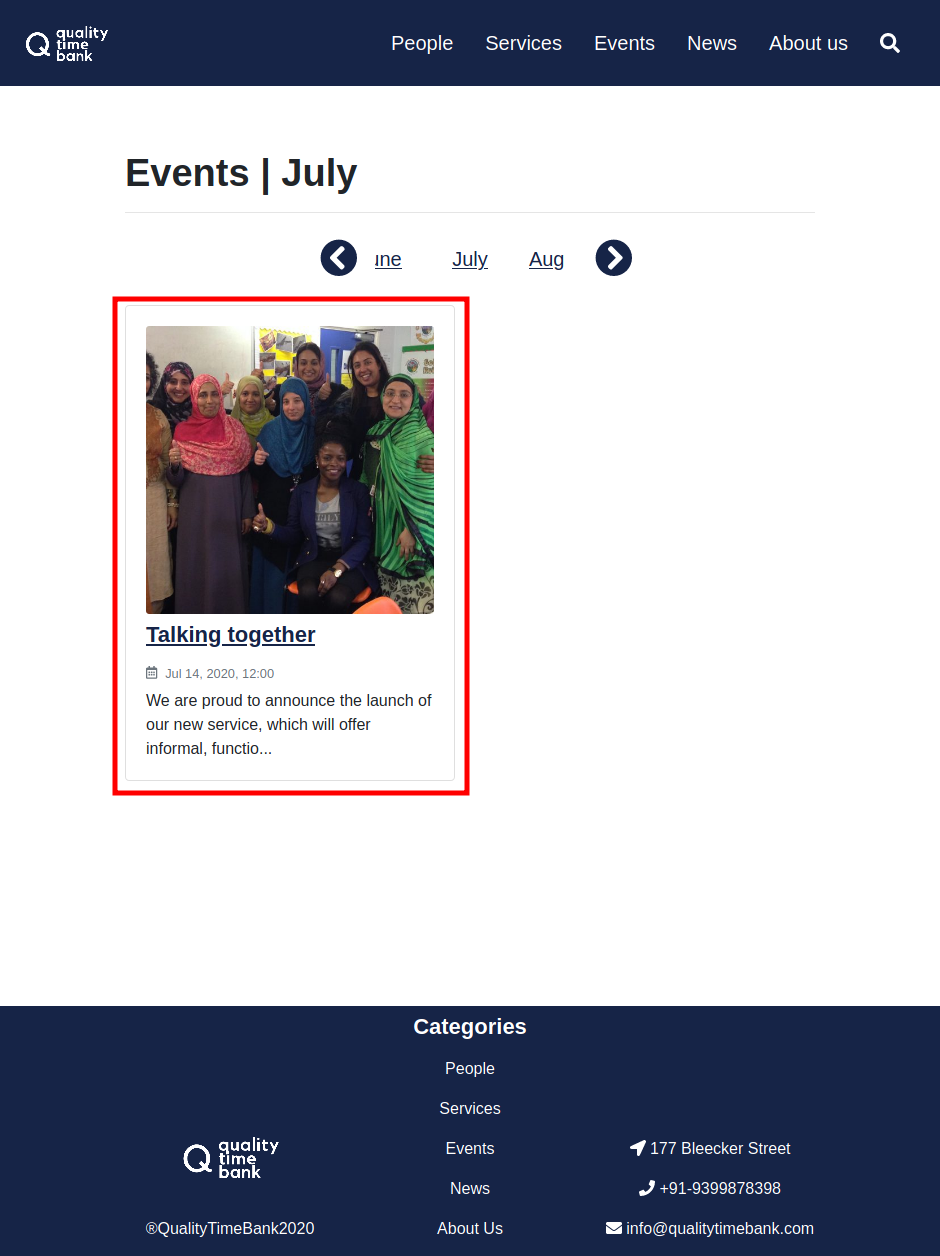 quality
time
bank
People Services Events News About us
Events | July
une July Aug
Talking together
Jul 14, 2020, 12:00
We are proud to announce the launch of
our new service, which will offer
informal, functio...
Categories
People
Services
Events
News
About Us
quality
time
bank
®QualityTimeBank2020
177 Bleecker Street
+91-9399878398
info@qualitytimebank.com